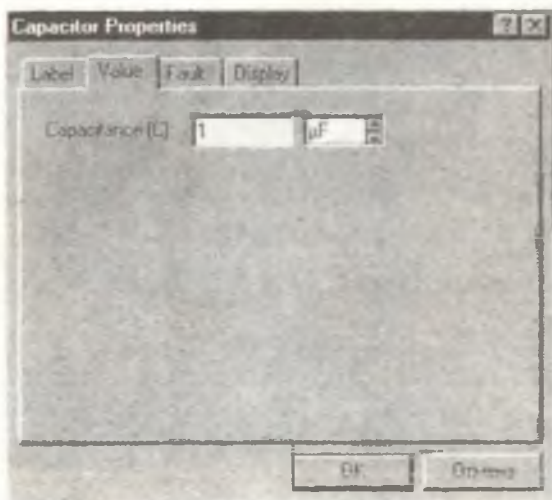 Capacitor Properties ? ×
Label Value Fault Display
Capacitance (C): 1 µF
OK Отмена